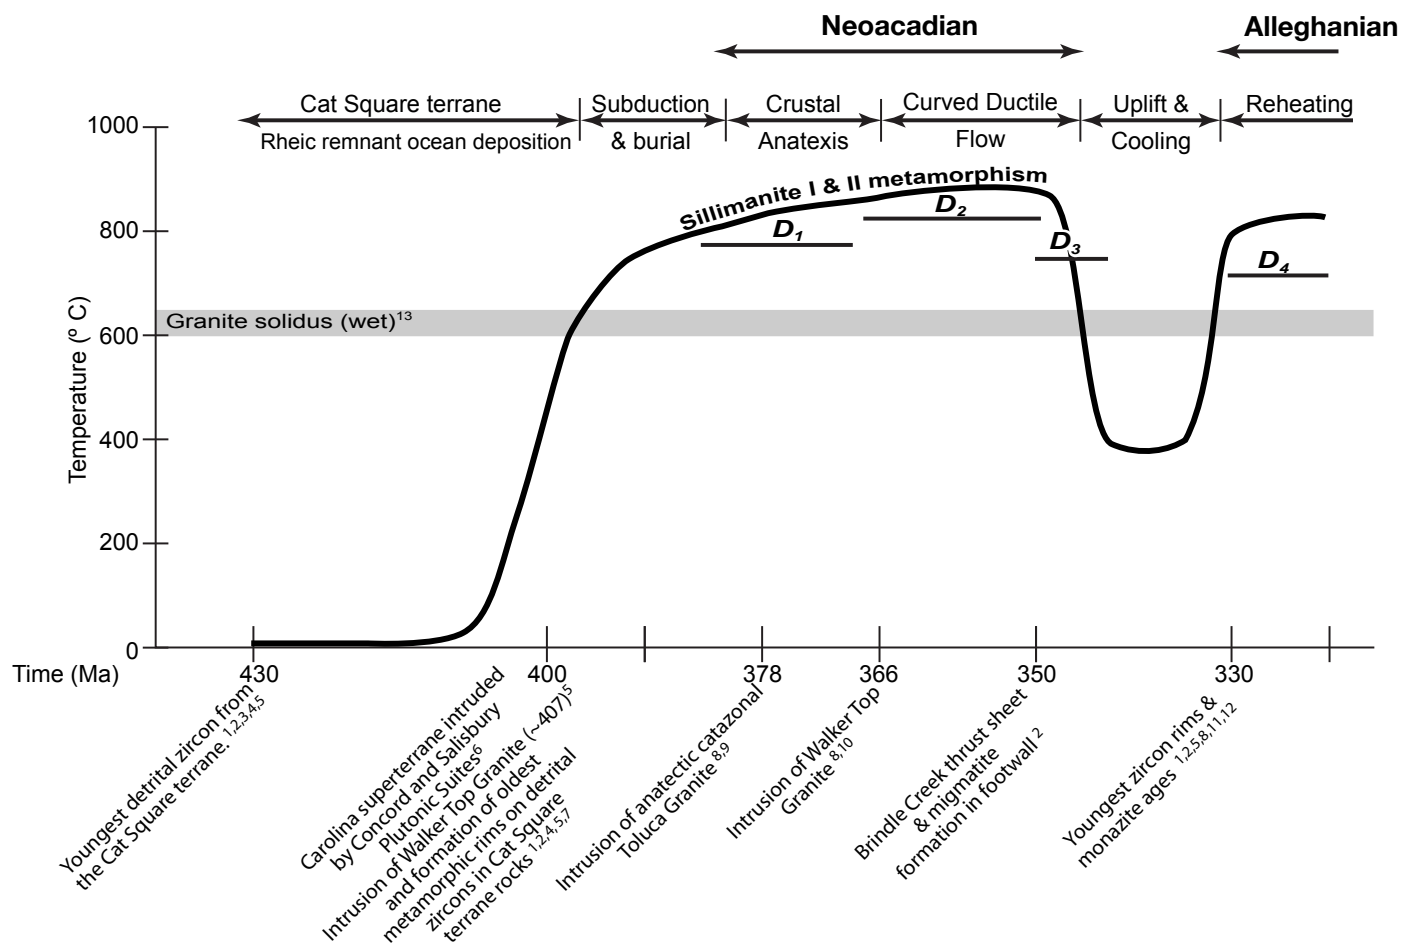 Neoacadian
Alleghanian
Cat Square terrane
Rheic remnant ocean deposition
Subduction
& burial
Crustal
Anatexis
Curved Ductile
Flow
Uplift &
Cooling
Reheating
1000
800
600
400
200
0
Temperature (º C)
Sillimanite I & II metamorphism
D1
D2
D3
D4
Granite solidus (wet)13
Time (Ma)
430
400
378
366
350
330
Youngest detrital zircon from
the Cat Square terrane. 1,2,3,4,5
Carolina superterrane intruded
by Concord and Salisbury
Plutonic Suites6
Intrusion of Walker Top Granite (~407)5
and formation of oldest
metamorphic rims on detrital
zircons in Cat Square
terrane rocks 1,2,4,5,7
Intrusion of anatectic catazonal
Toluca Granite 8,9
Intrusion of Walker Top
Granite 8,10
Brindle Creek thrust sheet
& migmatite
formation in footwall 2
Youngest zircon rims &
monazite ages 1,2,5,8,11,12